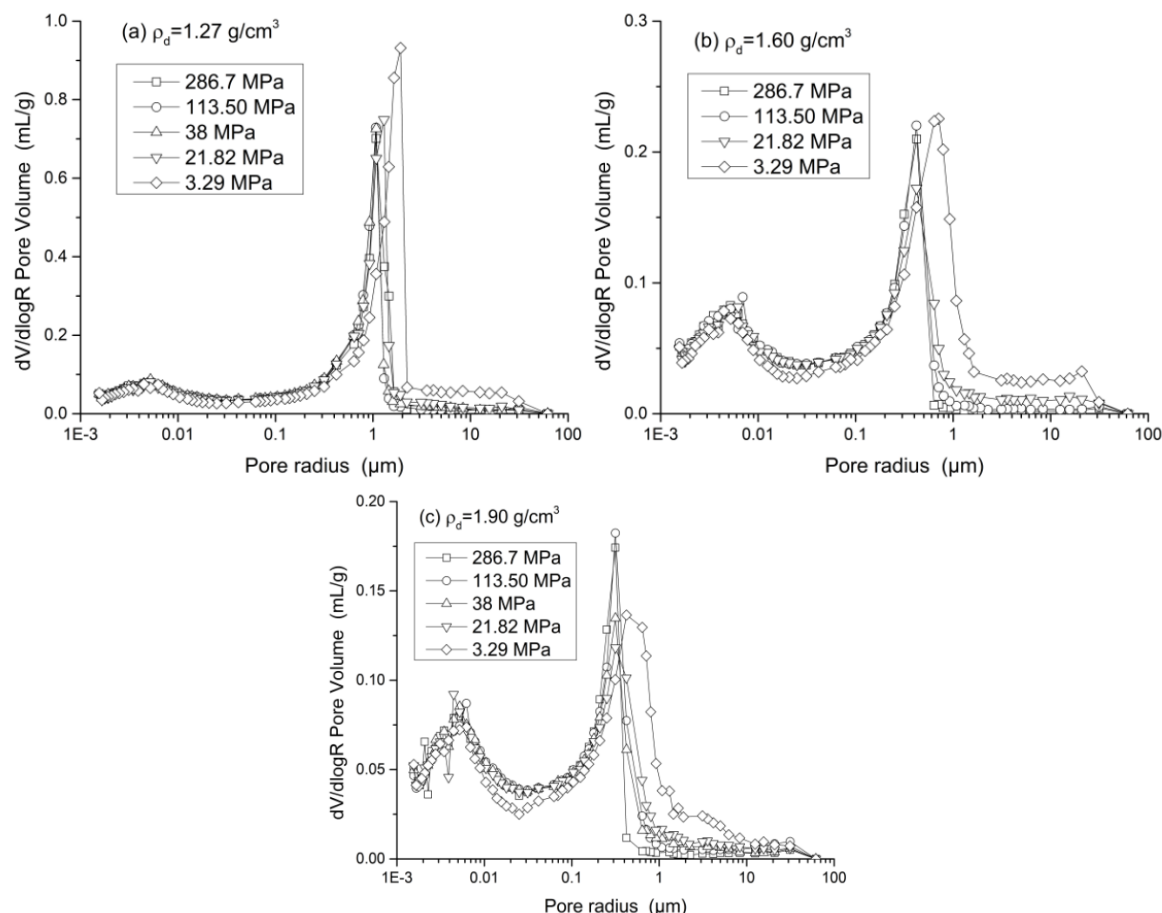 (a) ρd=1.27 g/cm³
286.7 MPa
113.50 MPa
38 MPa
21.82 MPa
3.29 MPa
dV/dlogR Pore Volume (mL/g)
1.0
0.8
0.6
0.4
0.2
0.0
1E-3 0.01 0.1 1 10 100
Pore radius (µm)
(b) ρd=1.60 g/cm³
286.7 MPa
113.50 MPa
21.82 MPa
3.29 MPa
dV/dlogR Pore Volume (mL/g)
0.3
0.2
0.1
0.0
1E-3 0.01 0.1 1 10 100
Pore radius (µm)
(c) ρd=1.90 g/cm³
286.7 MPa
113.50 MPa
38 MPa
21.82 MPa
3.29 MPa
dV/dlogR Pore Volume (mL/g)
0.20
0.15
0.10
0.05
0.00
1E-3 0.01 0.1 1 10 100
Pore radius (µm)